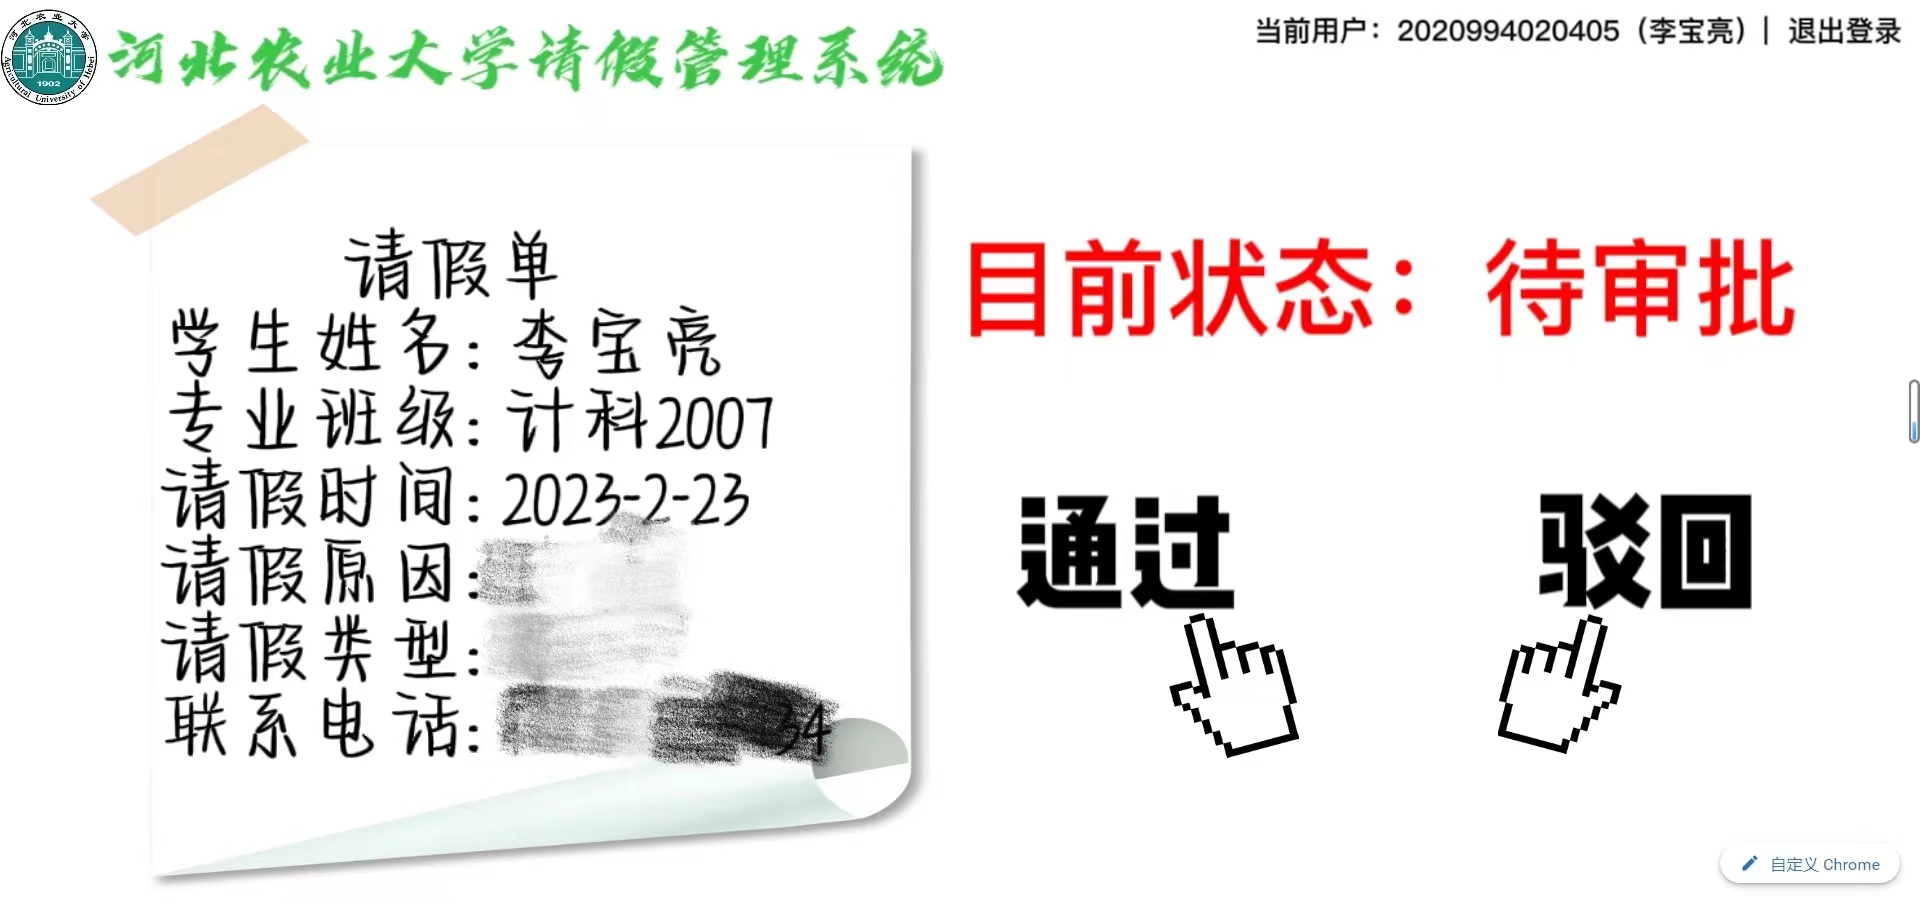 河北农业大学
Agricultural University of Hebei
1902
河北农业大学请假管理系统
当前用户：2020994020405（李宝亮）| 退出登录
请假单
学生姓名：李宝亮
专业班级：计科2007
请假时间：2023-2-23
请假原因：
请假类型：
联系电话：34
目前状态：待审批
通过
驳回
自定义 Chrome